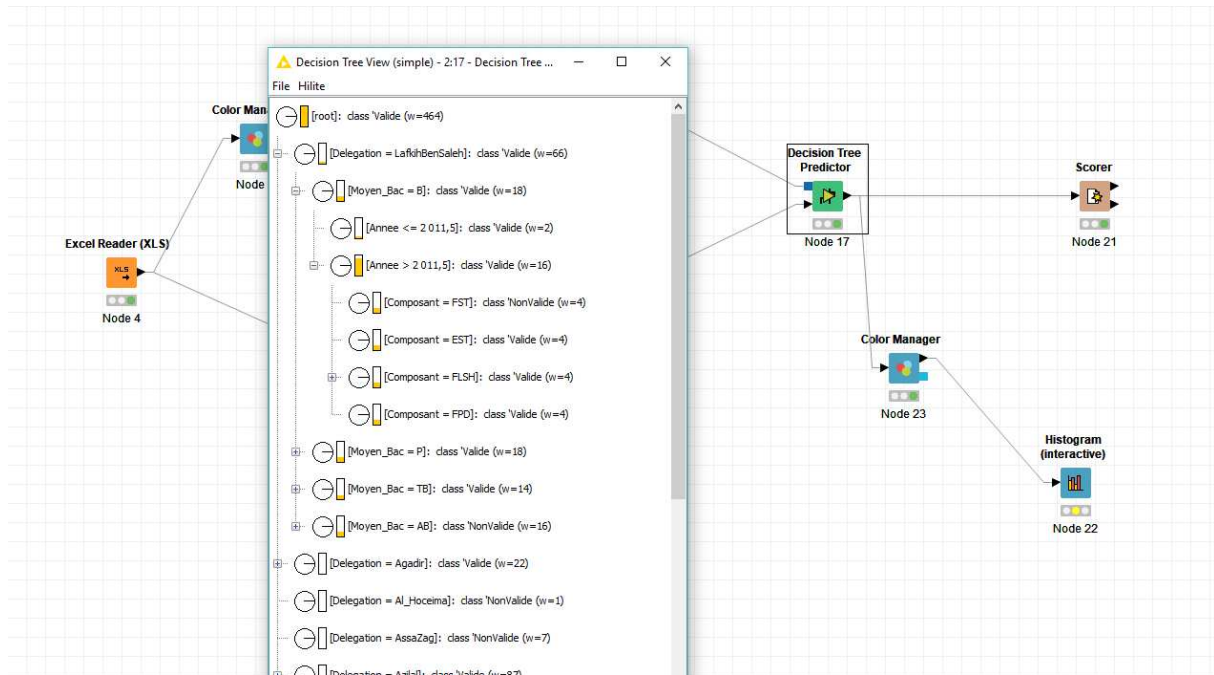 Decision Tree View (simple) - 2:17 - Decision Tree ...
File Hilite
[root]: class 'Valide (w=464)
[Delegation = LafkihBenSaleh]: class 'Valide (w=66)
[Moyen_Bac = B]: class 'Valide (w=18)
[Annee <= 2 011,5]: class 'Valide (w=2)
[Annee > 2 011,5]: class 'Valide (w=16)
[Composant = FST]: class 'NonValide (w=4)
[Composant = EST]: class 'Valide (w=4)
[Composant = FLSH]: class 'Valide (w=4)
[Composant = FPD]: class 'Valide (w=4)
[Moyen_Bac = P]: class 'Valide (w=18)
[Moyen_Bac = TB]: class 'Valide (w=14)
[Moyen_Bac = AB]: class 'NonValide (w=16)
[Delegation = Agadir]: class 'Valide (w=22)
[Delegation = Al_Hoceima]: class 'NonValide (w=1)
[Delegation = AssaZag]: class 'NonValide (w=7)
[Delegation = Azilal]: class 'Valide (w=87)
Color Man
Node
Excel Reader (XLS)
XLS
Node 4
Decision Tree
Predictor
Node 17
Scorer
Node 21
Color Manager
Node 23
Histogram
(interactive)
Node 22